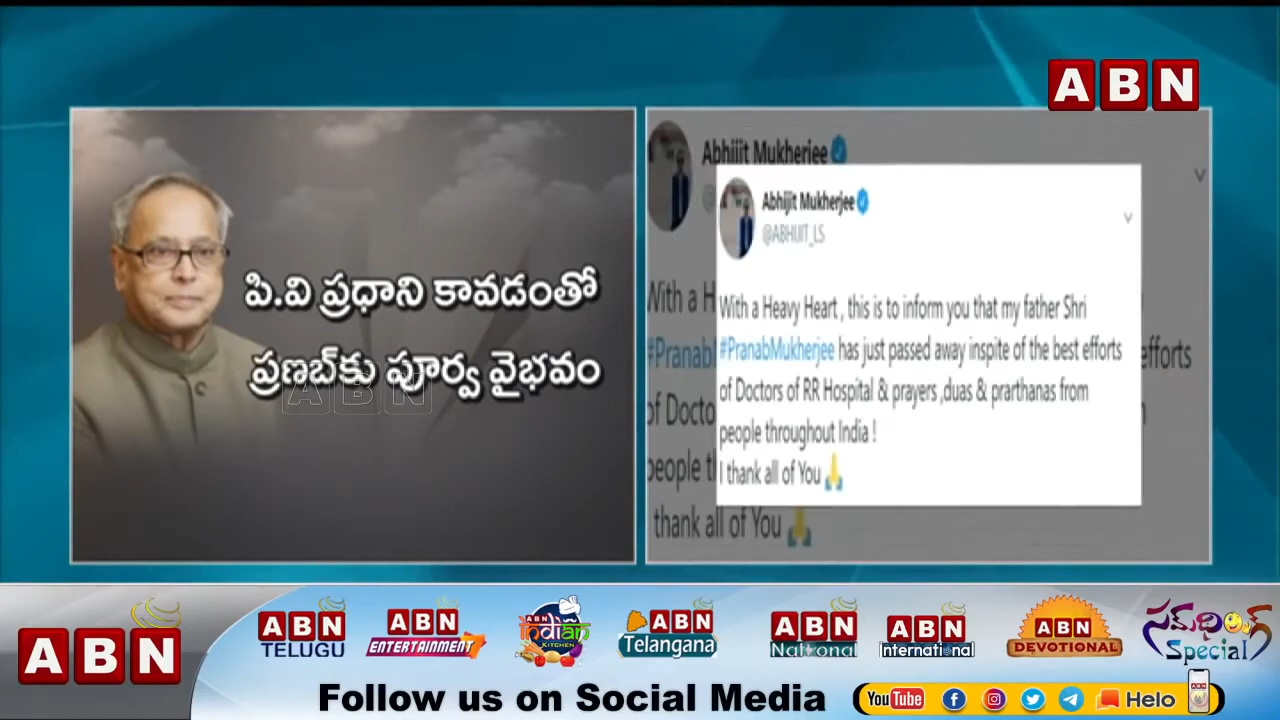 ABN
పి.వి ప్రధాని కావడంతో
ప్రణబ్‌కు పూర్వ వైభవం
ABN
Abhijit Mukherjee
With a H
#Pranab
efforts
of Docto
people th
thank all of You 🙏
Abhijit Mukherjee
@ABHIJIT_LS
With a Heavy Heart , this is to inform you that my father Shri
#PranabMukherjee has just passed away inspite of the best efforts
of Doctors of RR Hospital & prayers ,duas & prarthanas from
people throughout India !
I thank all of You 🙏
ABN
ABN TELUGU
ABN ENTERTAINMENT
ABN Indian KITCHEN
ABN Telangana
ABN National
ABN International
ABN DEVOTIONAL
Special
Follow us on Social Media
YouTube
Helo